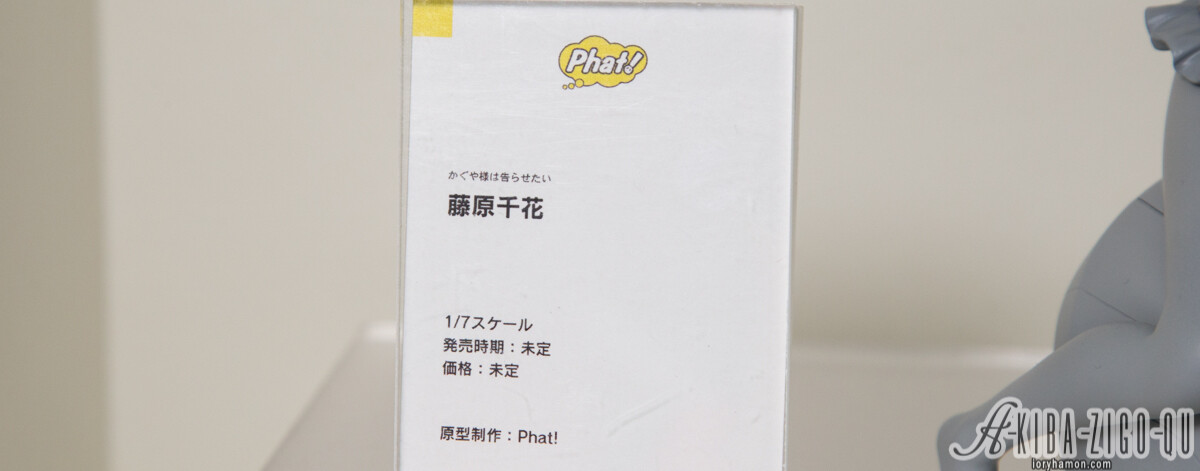 Phat!
かぐや様は告らせたい
藤原千花
1/7スケール
発売時期：未定
価格：未定
原型制作：Phat!
A-KIBA-ZIGO-QU
loryhamon.com